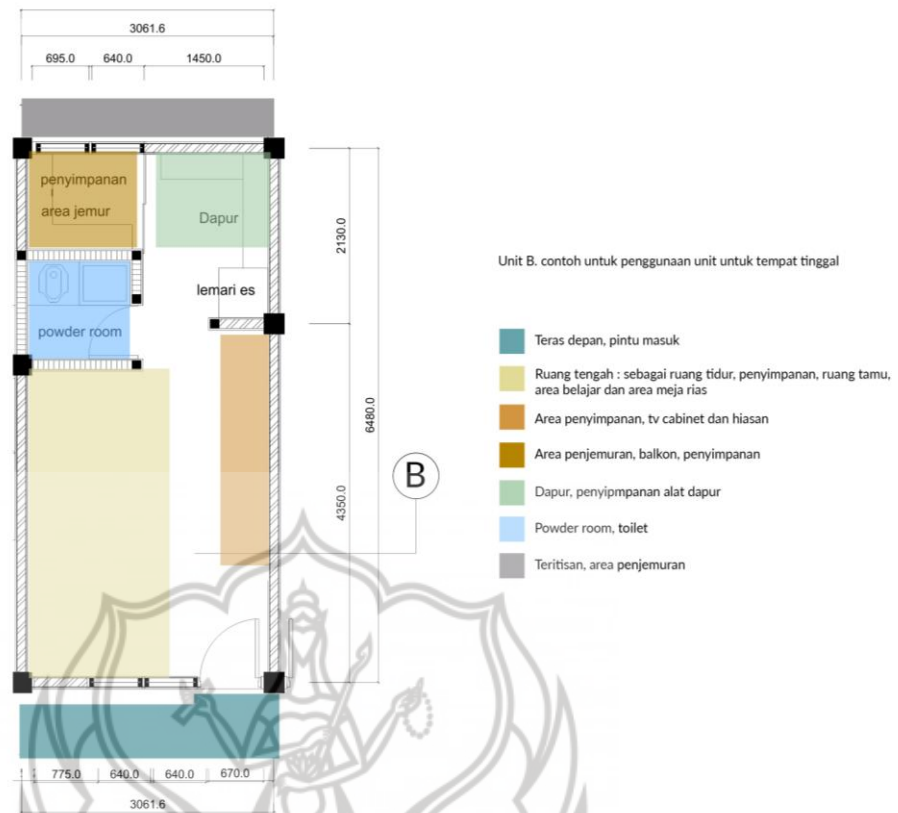 3061.6
695.0 640.0 1450.0
penyimpanan
area jemur
Dapur
lemari es
powder room
2130.0
4350.0
6480.0
B
775.0 640.0 640.0 670.0
3061.6
Unit B. contoh untuk penggunaan unit untuk tempat tinggal
Teras depan, pintu masuk
Ruang tengah : sebagai ruang tidur, penyimpanan, ruang tamu,
area belajar dan area meja rias
Area penyimpanan, tv cabinet dan hiasan
Area penjemuran, balkon, penyimpanan
Dapur, penyipmpanan alat dapur
Powder room, toilet
Teritisan, area penjemuran